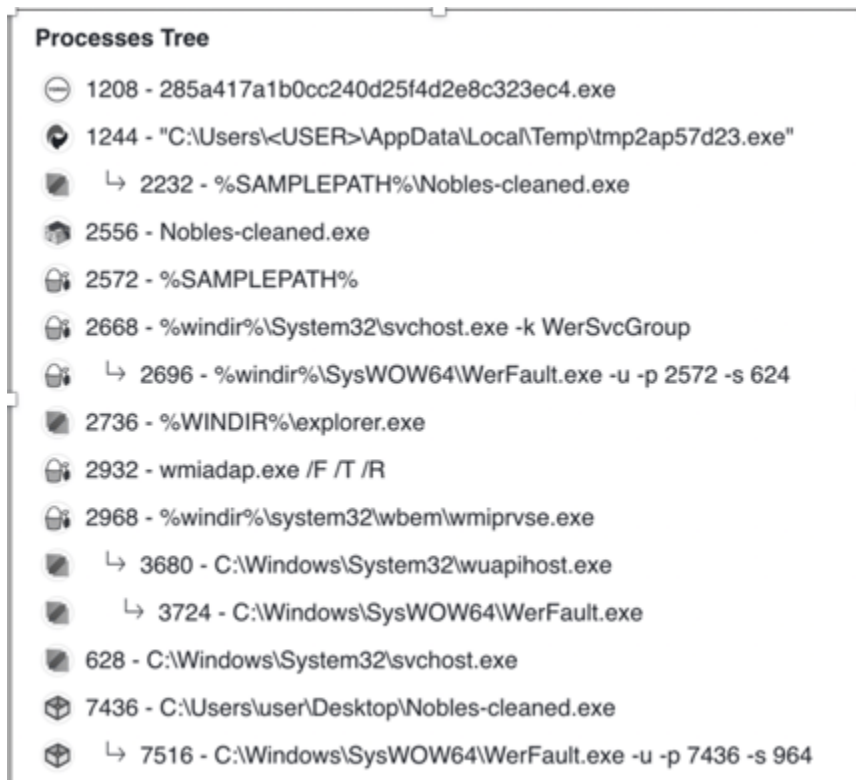 Processes Tree
1208 - 285a417a1b0cc240d25f4d2e8c323ec4.exe
1244 - "C:\Users\<USER>\AppData\Local\Temp\tmp2ap57d23.exe"
↳ 2232 - %SAMPLEPATH%\Nobles-cleaned.exe
2556 - Nobles-cleaned.exe
2572 - %SAMPLEPATH%
2668 - %windir%\System32\svchost.exe -k WerSvcGroup
↳ 2696 - %windir%\SysWOW64\WerFault.exe -u -p 2572 -s 624
2736 - %WINDIR%\explorer.exe
2932 - wmiadap.exe /F /T /R
2968 - %windir%\system32\wbem\wmiprvse.exe
↳ 3680 - C:\Windows\System32\wuapihost.exe
↳ 3724 - C:\Windows\SysWOW64\WerFault.exe
628 - C:\Windows\System32\svchost.exe
7436 - C:\Users\user\Desktop\Nobles-cleaned.exe
↳ 7516 - C:\Windows\SysWOW64\WerFault.exe -u -p 7436 -s 964